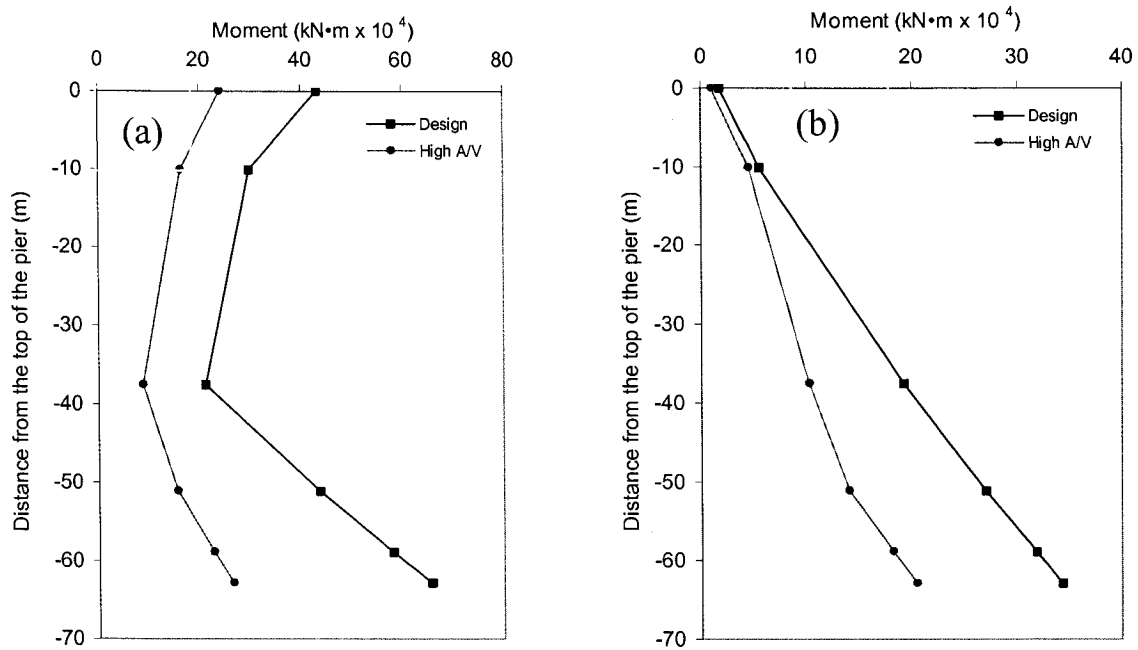 Moment (kN•m x 10 4)
0 20 40 60 80
0
-10
-20
-30
-40
-50
-60
-70
Distance from the top of the pier (m)
(a)
Design
High A/V
Moment (kN•m x 10 4)
0 10 20 30 40
0
-10
-20
-30
-40
-50
-60
-70
Distance from the top of the pier (m)
(b)
Design
High A/V